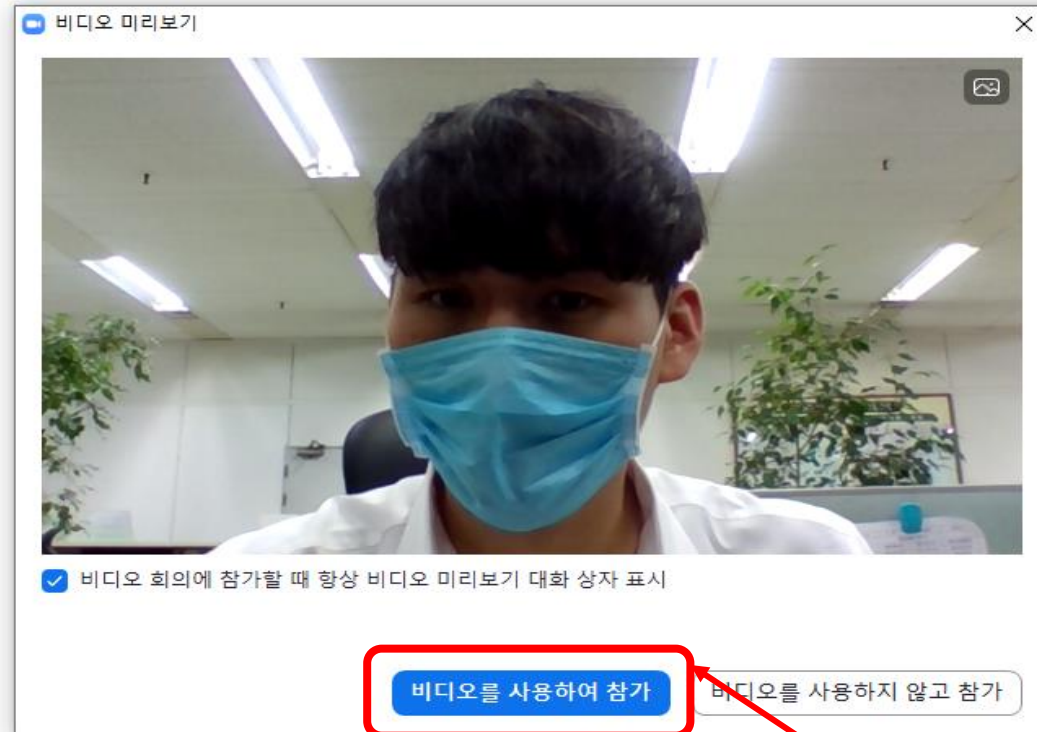 비디오 미리보기
비디오 회의에 참가할 때 항상 비디오 미리보기 대화 상자 표시
비디오를 사용하여 참가
비디오를 사용하지 않고 참가